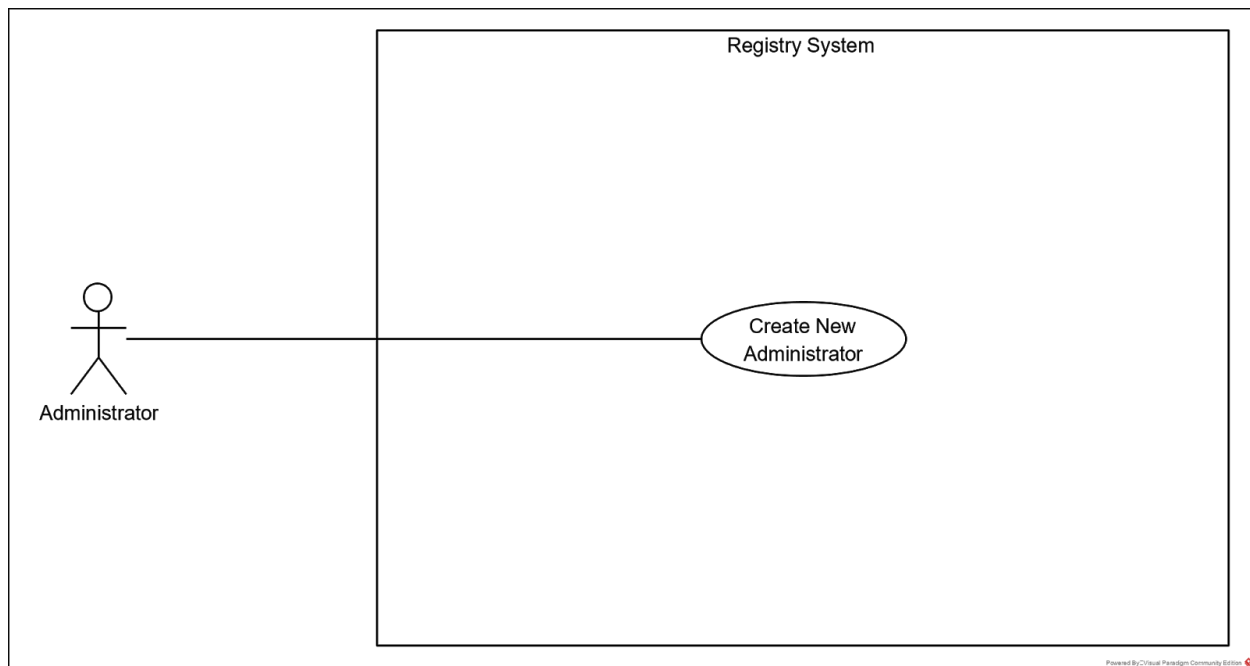 Registry System
Create New
Administrator
Administrator
Powered By Visual Paradigm Community Edition